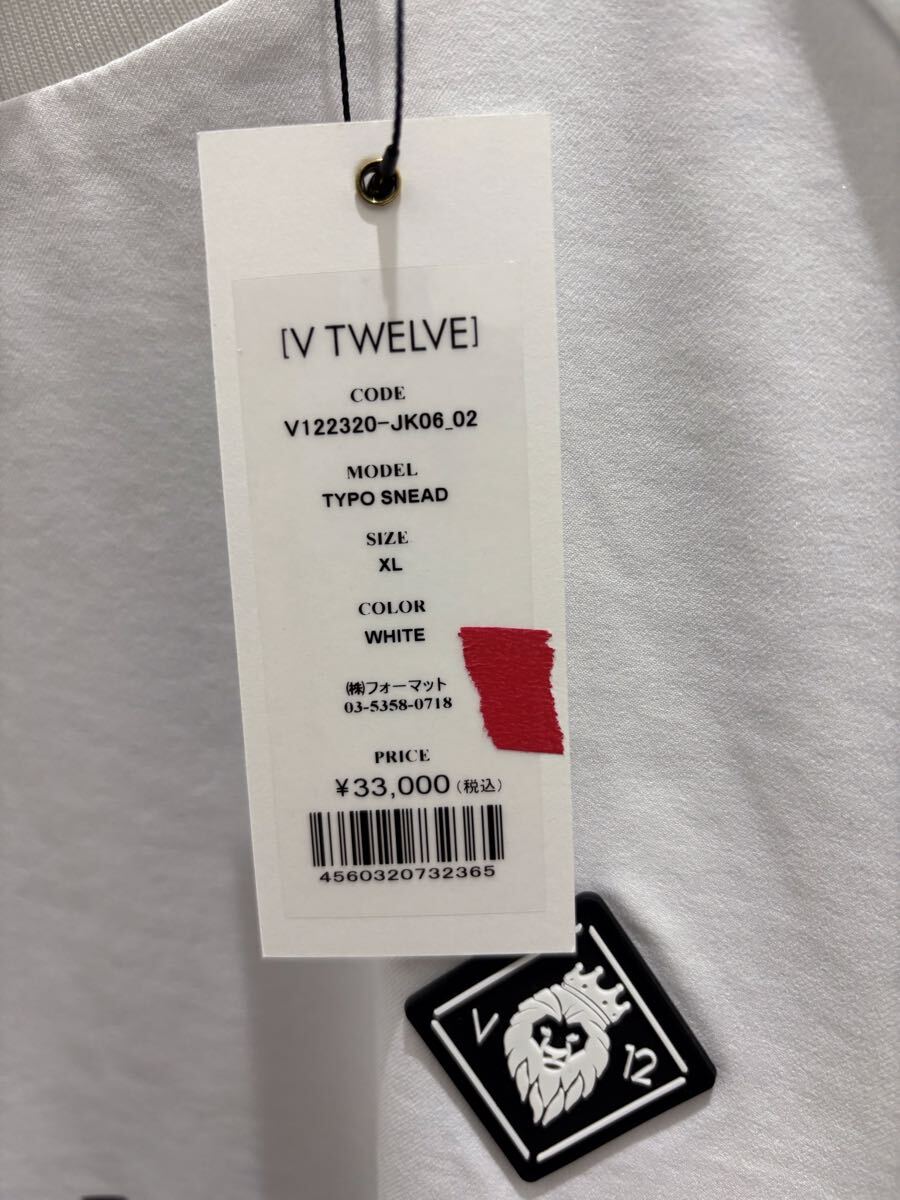 [V TWELVE]
CODE
V122320-JK06_02
MODEL
TYPO SNEAD
SIZE
XL
COLOR
WHITE
㈱フォーマット
03-5358-0718
PRICE
¥33,000(税込)
4560320732365
V
12